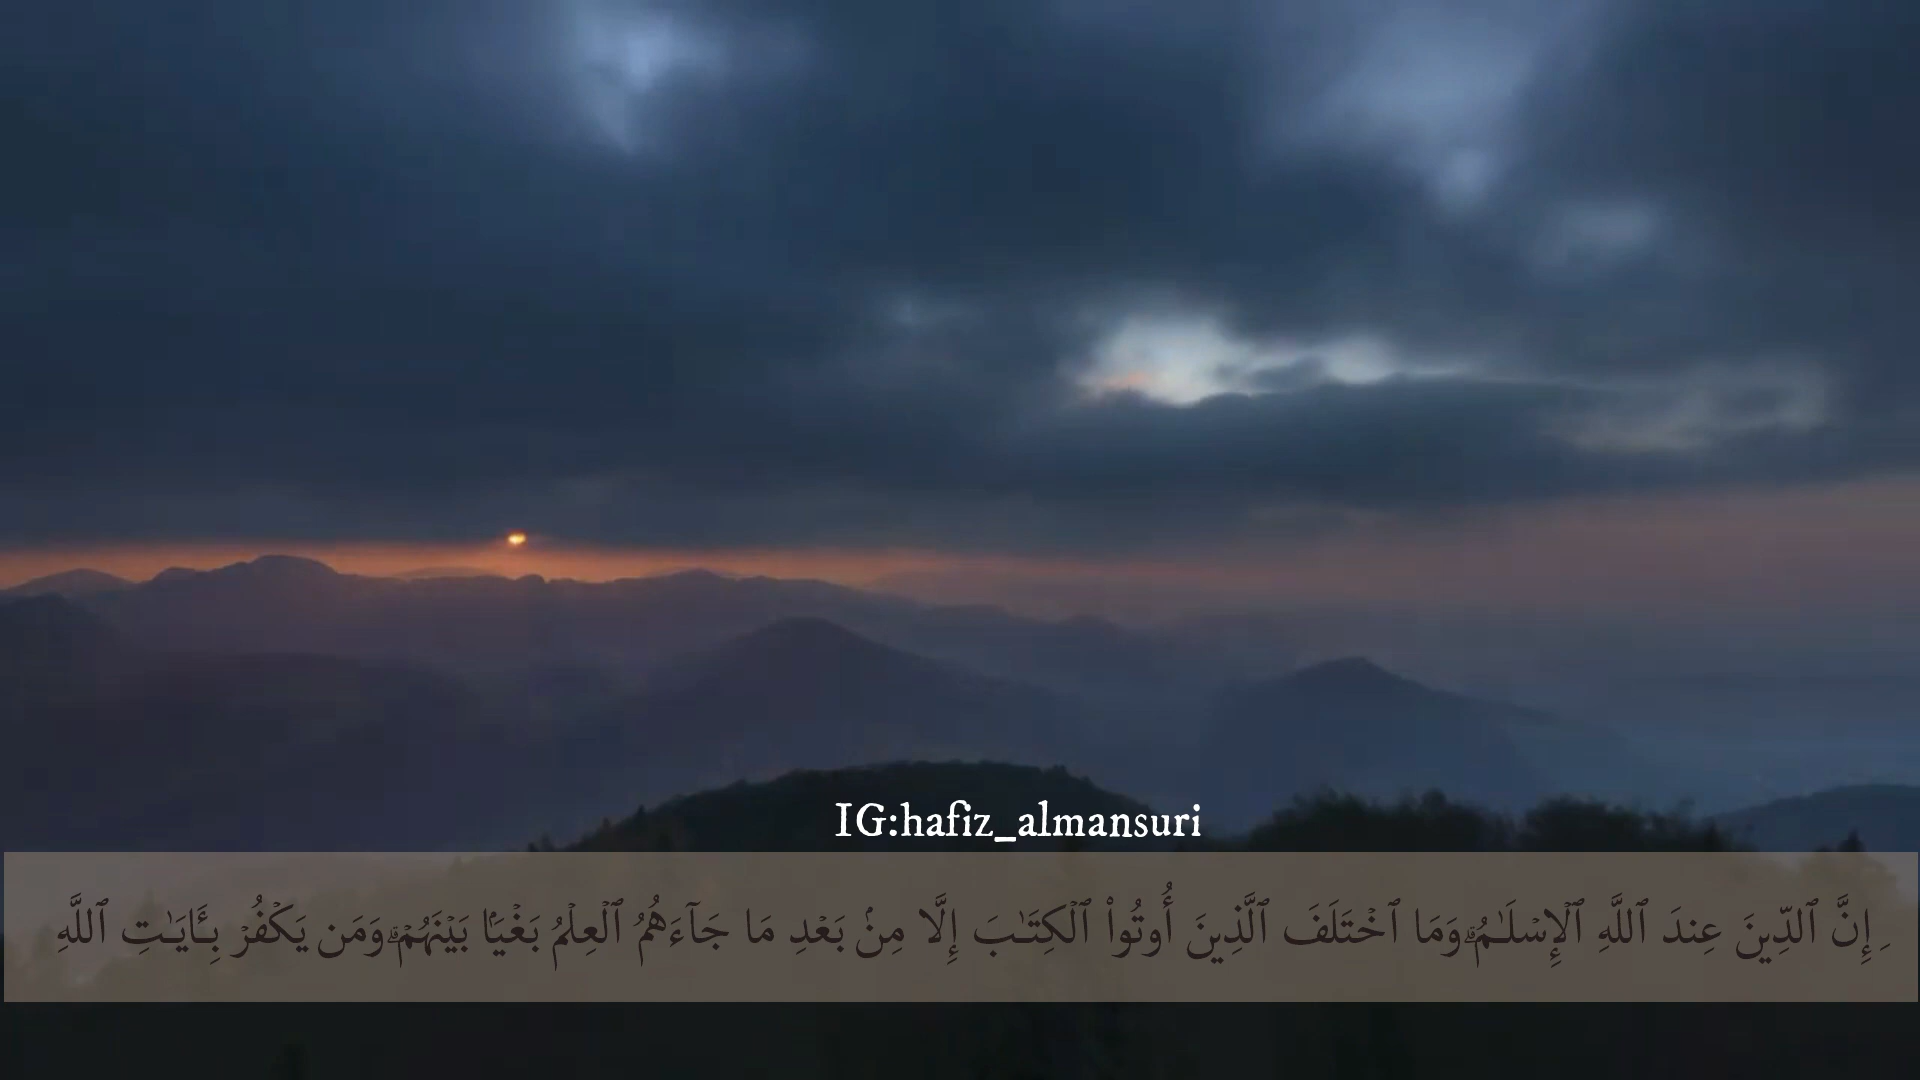 IG:hafiz_almansuri
إِنَّ ٱلدِّينَ عِندَ ٱللَّهِ ٱلْإِسْلَـٰمُ ۗ وَمَا ٱخْتَلَفَ ٱلَّذِينَ أُوتُوا۟ ٱلْكِتَـٰبَ إِلَّا مِنۢ بَعْدِ مَا جَآءَهُمُ ٱلْعِلْمُ بَغْيًۢا بَيْنَهُمْ ۗ وَمَن يَكْفُرْ بِـَٔايَـٰتِ ٱللَّهِ